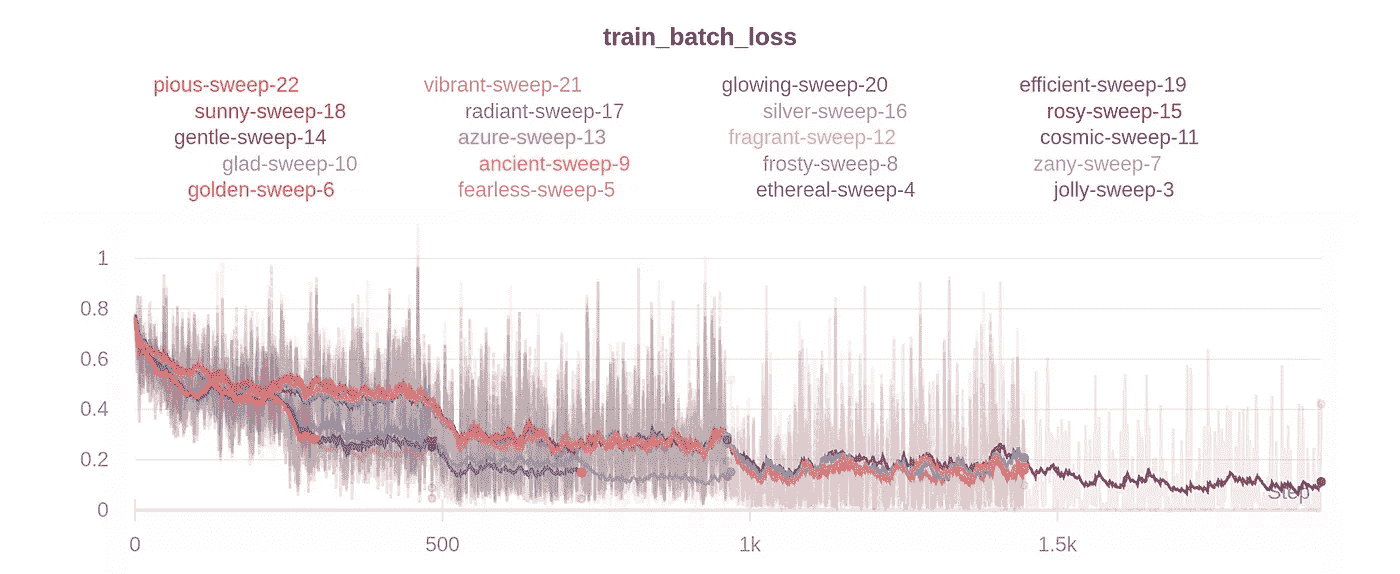 train_batch_loss
pious-sweep-22 vibrant-sweep-21 glowing-sweep-20 efficient-sweep-19
sunny-sweep-18 radiant-sweep-17 silver-sweep-16 rosy-sweep-15
gentle-sweep-14 azure-sweep-13 fragrant-sweep-12 cosmic-sweep-11
glad-sweep-10 ancient-sweep-9 frosty-sweep-8 zany-sweep-7
golden-sweep-6 fearless-sweep-5 ethereal-sweep-4 jolly-sweep-3
1
0.8
0.6
0.4
0.2
0
Step
0 500 1k 1.5k